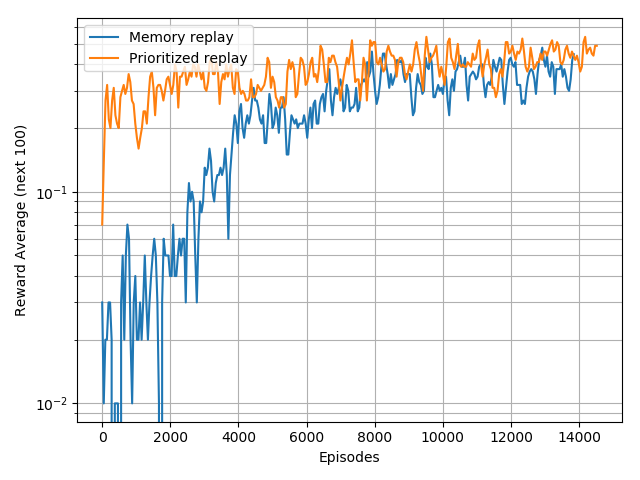 Memory replay
Prioritized replay
Reward Average (next 100)
10⁻¹
10⁻²
0 2000 4000 6000 8000 10000 12000 14000
Episodes